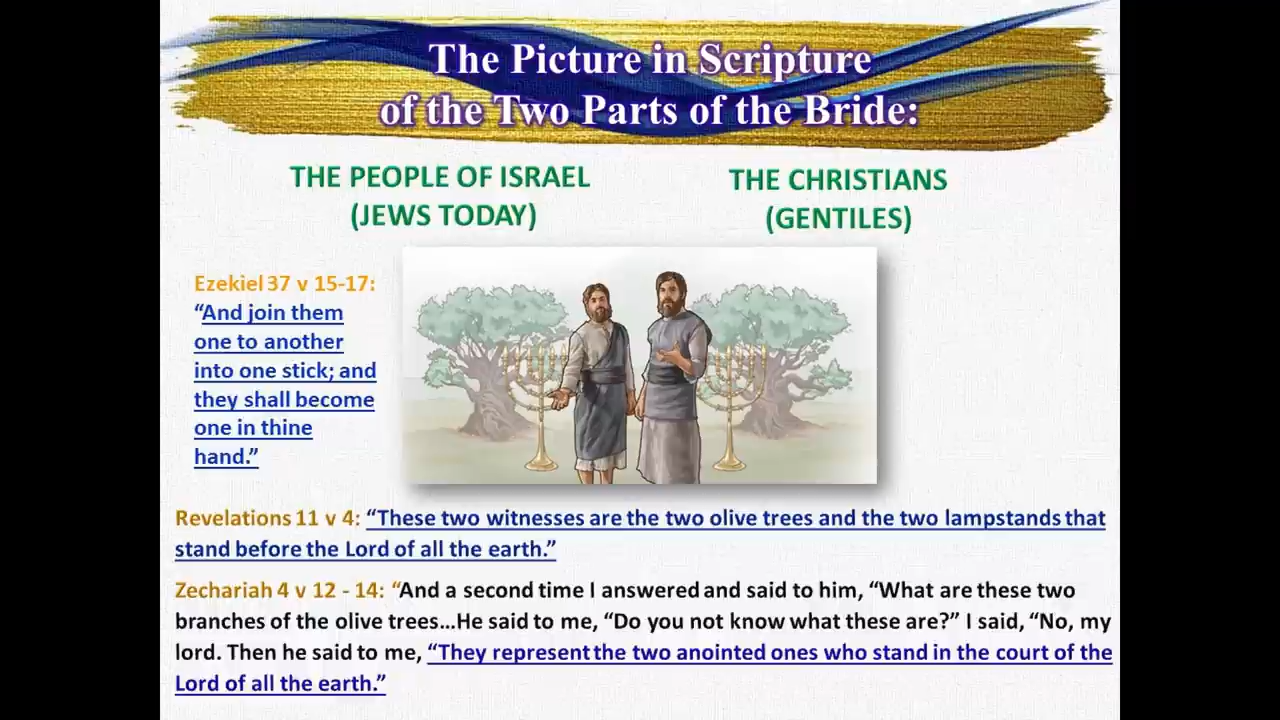 The Picture in Scripture
of the Two Parts of the Bride:
THE PEOPLE OF ISRAEL
(JEWS TODAY)
THE CHRISTIANS
(GENTILES)
Ezekiel 37 v 15-17:
“And join them
one to another
into one stick; and
they shall become
one in thine
hand.”
Revelations 11 v 4: “These two witnesses are the two olive trees and the two lampstands that
stand before the Lord of all the earth.”
Zechariah 4 v 12 - 14: “And a second time I answered and said to him, “What are these two
branches of the olive trees…He said to me, “Do you not know what these are?” I said, “No, my
lord. Then he said to me, “They represent the two anointed ones who stand in the court of the
Lord of all the earth.”